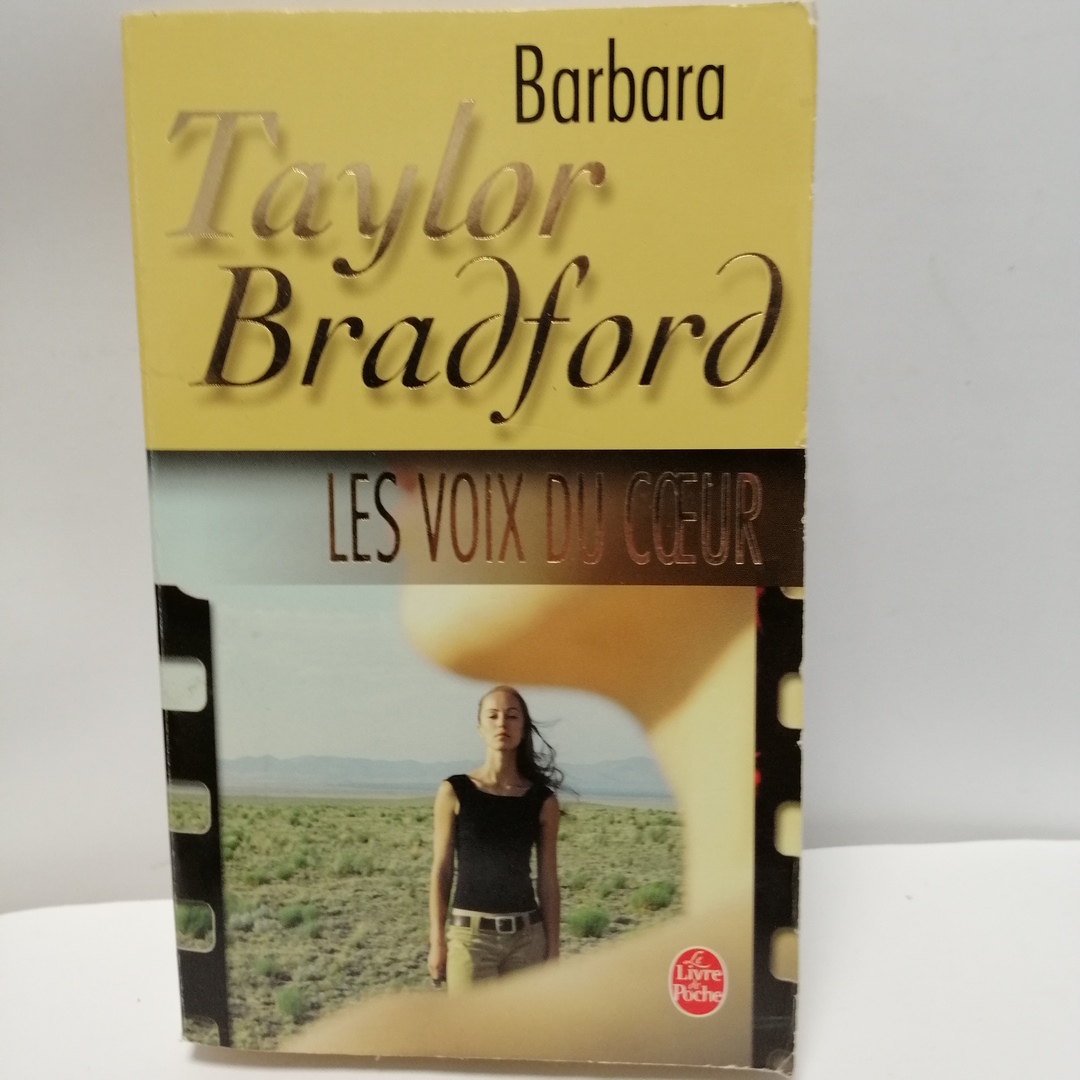 Barbara
Taylor
Bradford
LES VOIX DU CŒUR
Le
Livre
de
Poche